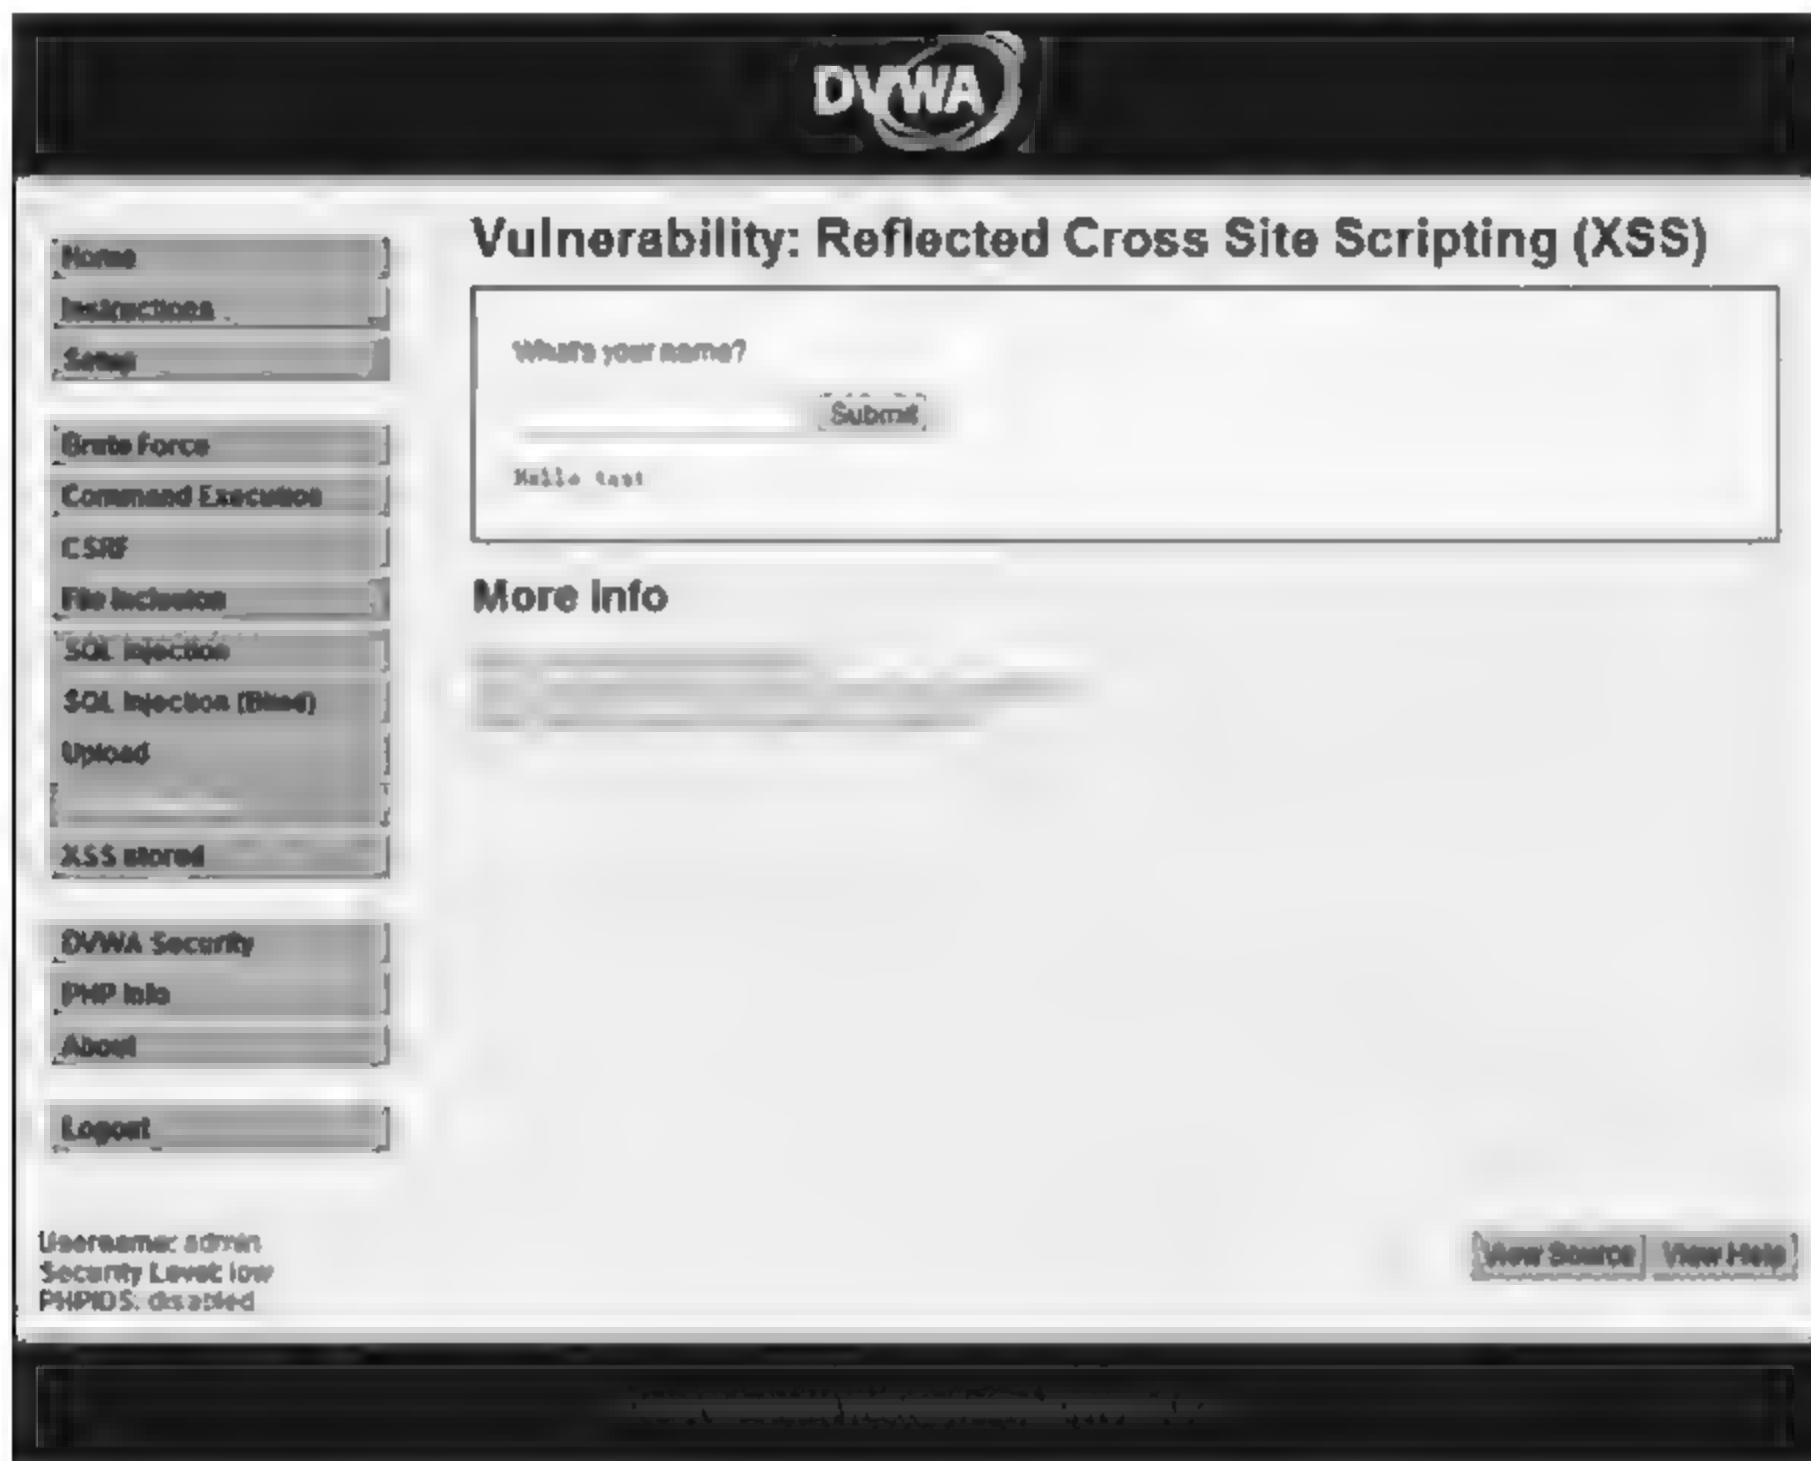 DVWA
Vulnerability: Reflected Cross Site Scripting (XSS)
Home
Instructions
Setup
What's your name?
Submit
Hello test
Brute Force
Command Execution
CSRF
File Inclusion
SQL Injection
SQL Injection (Blind)
Upload
XSS stored
More info
DVWA Security
PHP Info
About
Logout
Username: admin
Security Level: low
PHPIDS: disabled
View Source
View Help